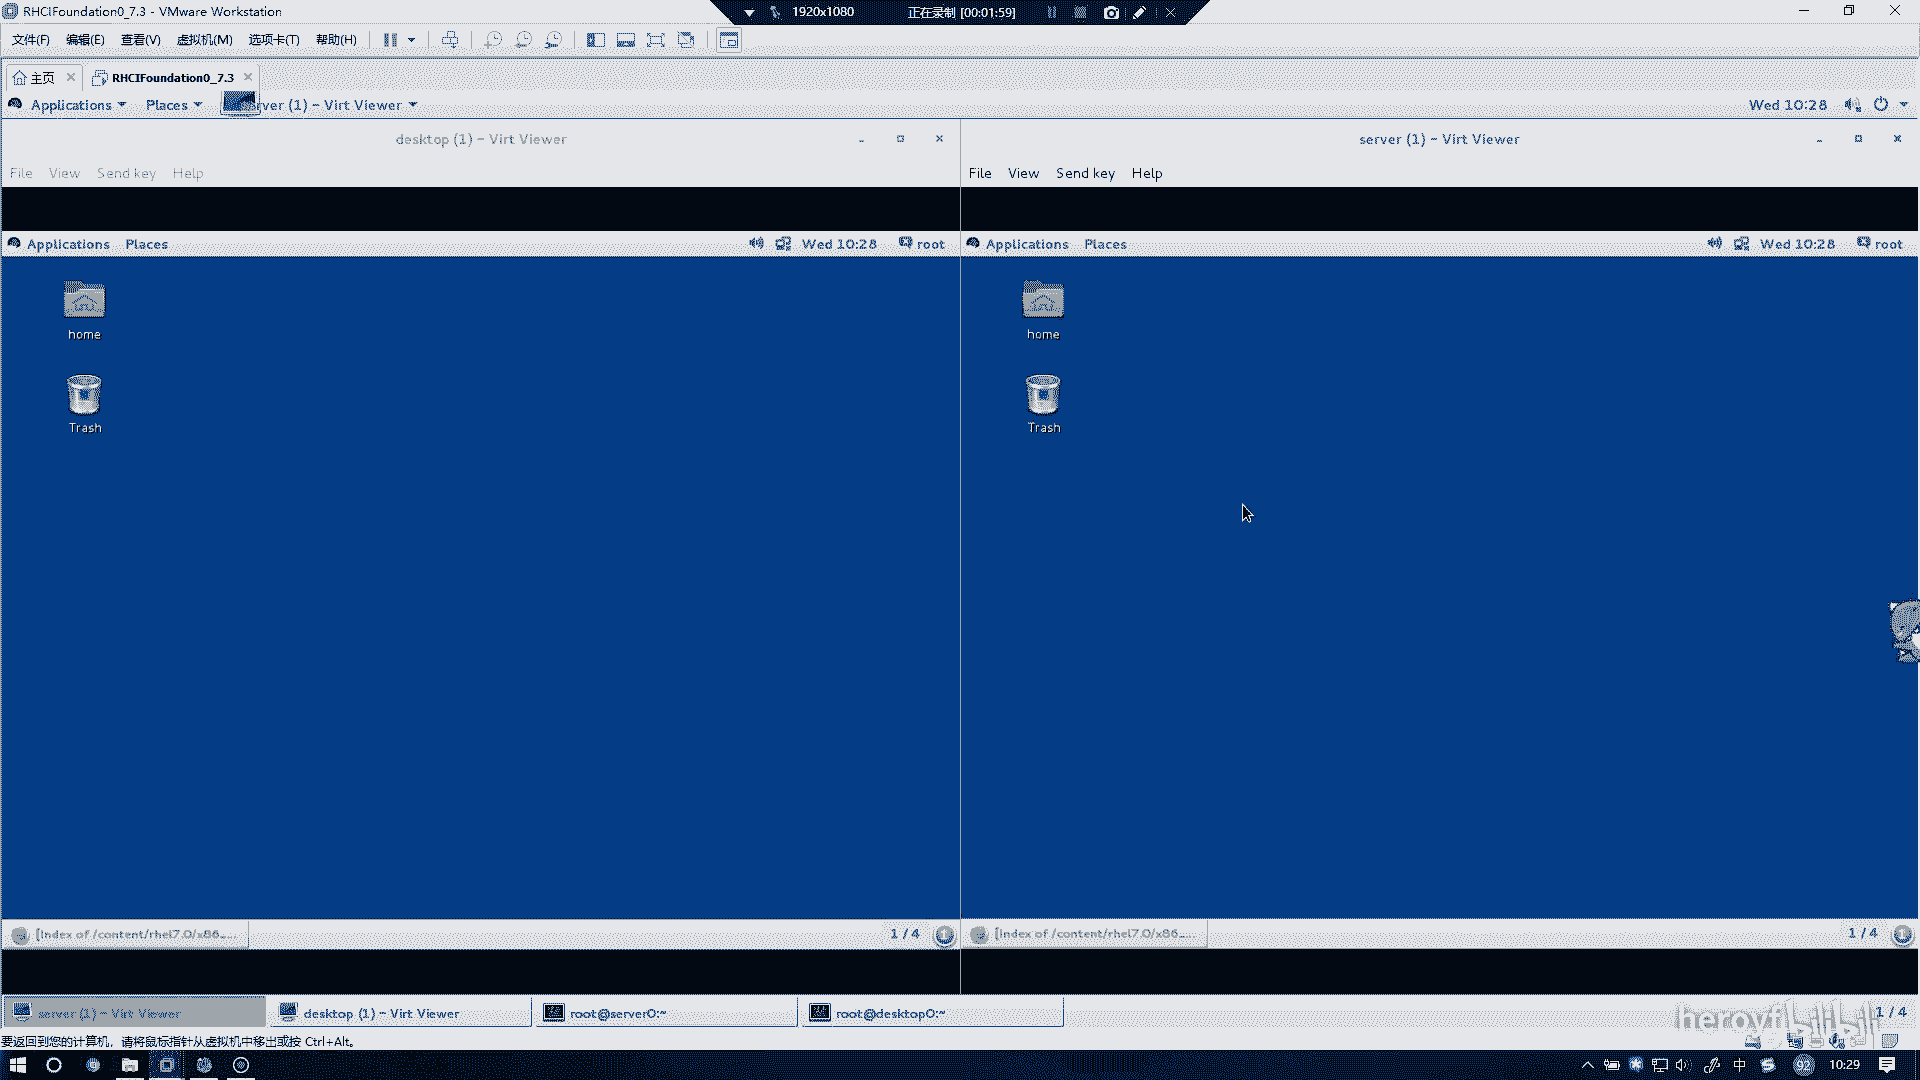 RHCIFoundation0_7.3 - VMware Workstation
1920x1080
正在录制 [00:01:59]
文件(F) 编辑(E) 查看(V) 虚拟机(M) 选项卡(T) 帮助(H)
主页
RHCIFoundation0_7.3
Applications Places (1) - Virt Viewer
Wed 10:28
desktop (1) - Virt Viewer
server (1) - Virt Viewer
File View Send key Help
File View Send key Help
Applications Places
Wed 10:28
root
Applications Places
Wed 10:28
root
home
home
Trash
Trash
[Index of /content/rhel7.0/x86_...
1 / 4
1
[Index of /content/rhel7.0/x86_...
1 / 4
server (1) - Virt Viewer
desktop (1) - Virt Viewer
root@server0:~
root@desktop0:~
bilibili
1 / 4
要返回到您的计算机，请将鼠标指针从虚拟机中移出或按 Ctrl+Alt。
中
92
10:29